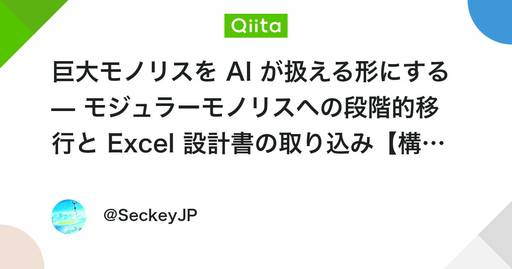 Qiita
巨大モノリスを AI が扱える形にする
— モジュラーモノリスへの段階的移
行と Excel 設計書の取り込み【構…
@SeckeyJP